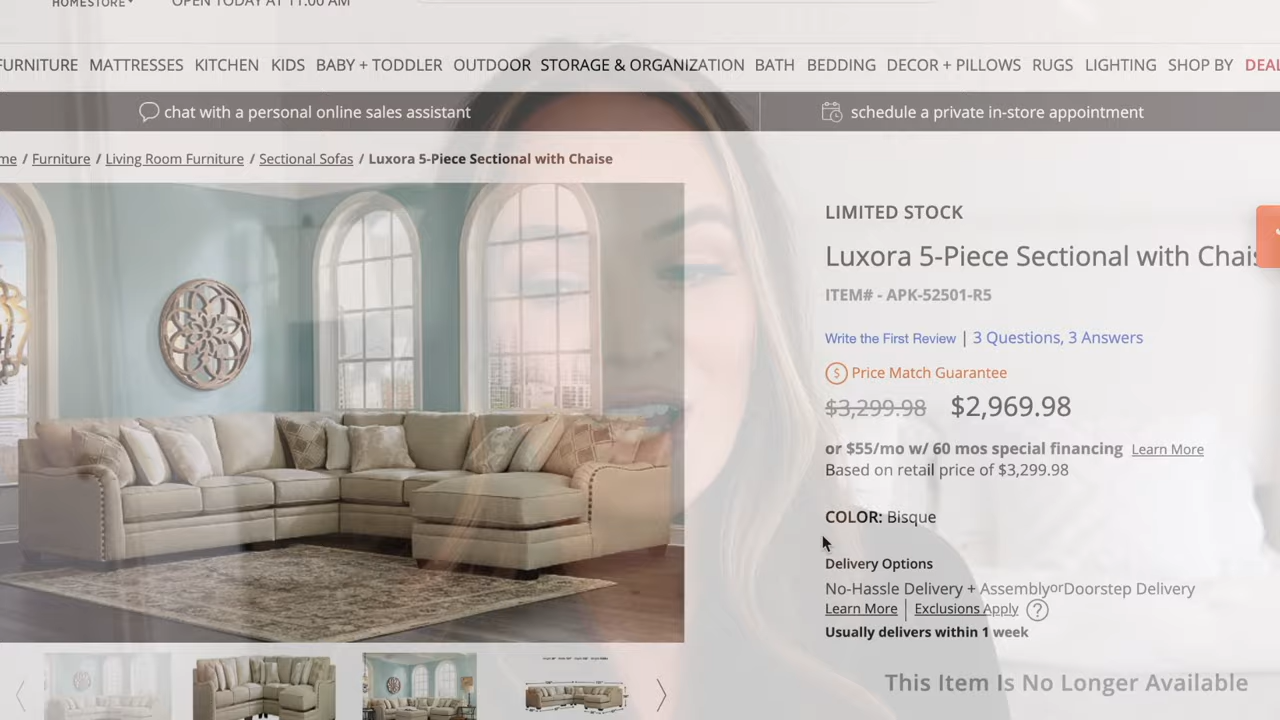 HOMESTORE
OPEN TODAY AT 11:00 AM
FURNITURE MATTRESSES KITCHEN KIDS BABY + TODDLER OUTDOOR STORAGE & ORGANIZATION BATH BEDDING DECOR + PILLOWS RUGS LIGHTING SHOP BY DEAL
chat with a personal online sales assistant
schedule a private in-store appointment
me / Furniture / Living Room Furniture / Sectional Sofas / Luxora 5-Piece Sectional with Chaise
LIMITED STOCK
Luxora 5-Piece Sectional with Chais
ITEM# - APK-52501-R5
Write the First Review | 3 Questions, 3 Answers
$ Price Match Guarantee
$3,299.98 $2,969.98
or $55/mo w/ 60 mos special financing Learn More
Based on retail price of $3,299.98
COLOR: Bisque
Delivery Options
No-Hassle Delivery + AssemblyorDoorstep Delivery
Learn More | Exclusions Apply ?
Usually delivers within 1 week
This Item Is No Longer Available